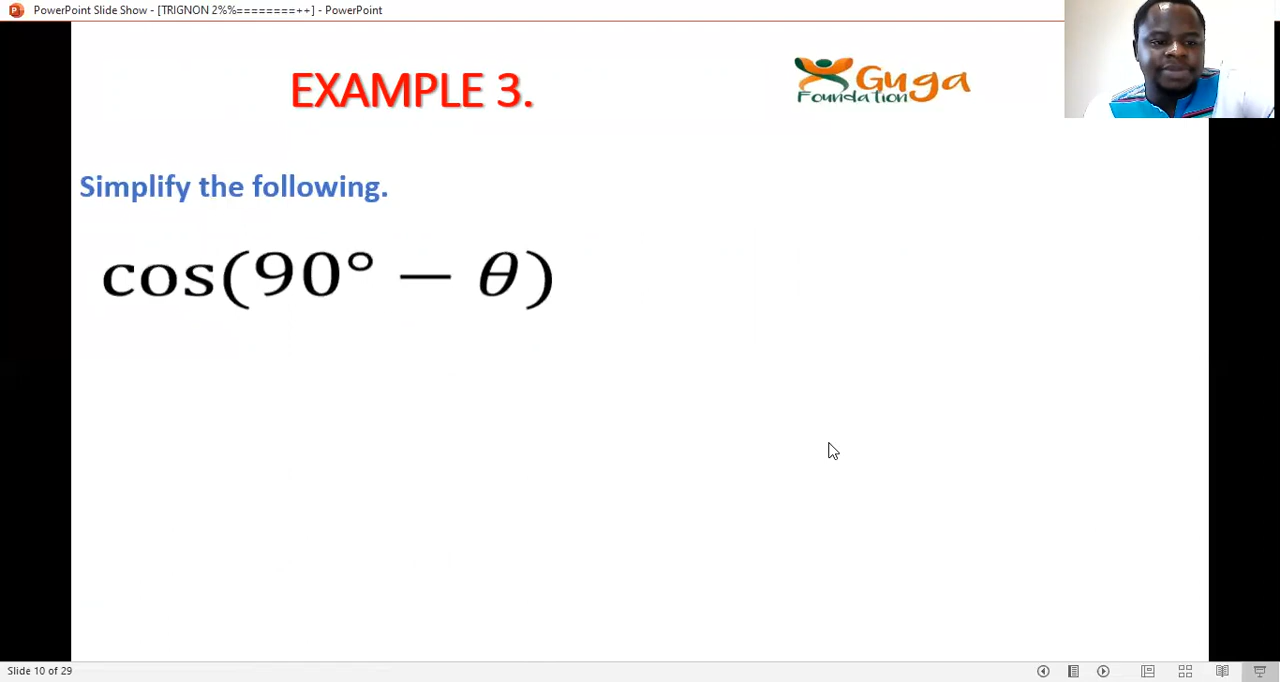 PowerPoint Slide Show - [TRIGNON 2%%========++] - PowerPoint
EXAMPLE 3.
Guga
Foundation
Simplify the following.
cos(90° − θ)
Slide 10 of 29